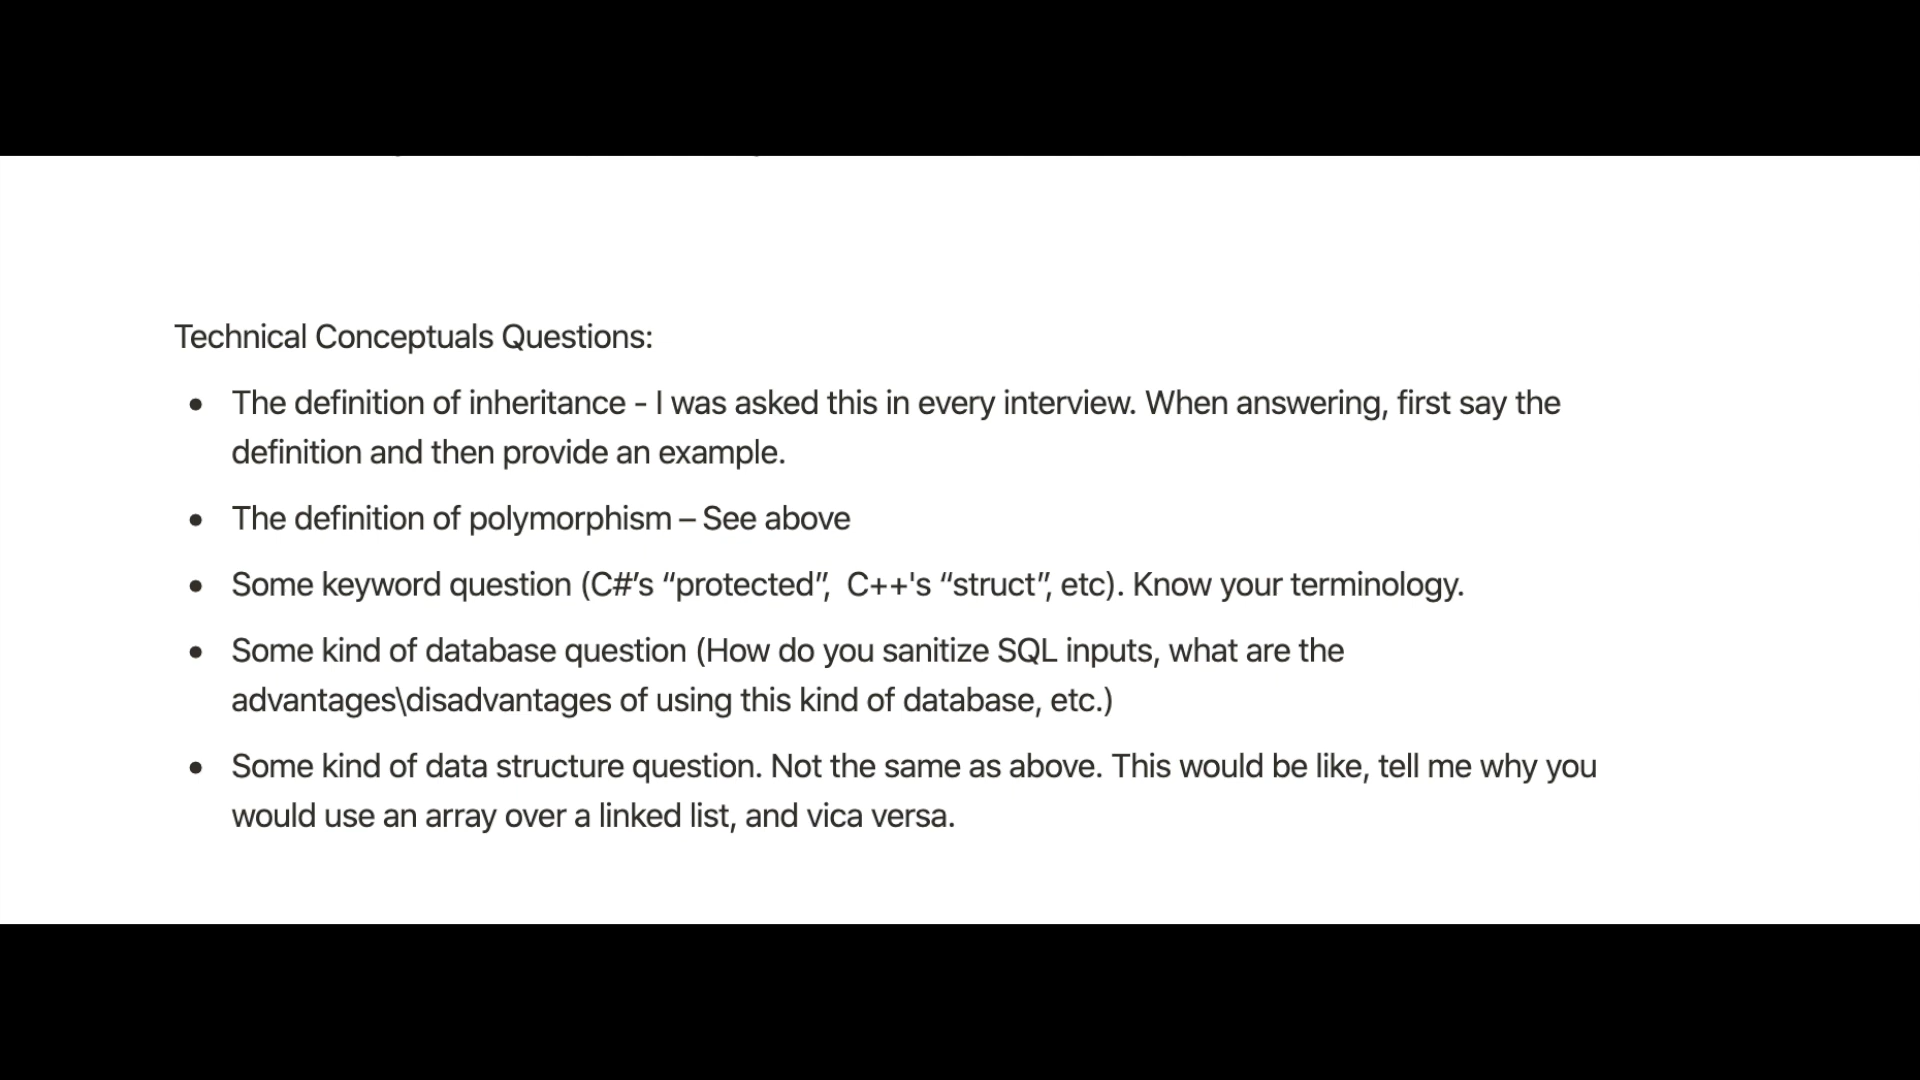 Technical Conceptuals Questions:
• The definition of inheritance - I was asked this in every interview. When answering, first say the
definition and then provide an example.
• The definition of polymorphism – See above
• Some keyword question (C#’s “protected”,  C++'s “struct”, etc). Know your terminology.
• Some kind of database question (How do you sanitize SQL inputs, what are the
advantages\disadvantages of using this kind of database, etc.)
• Some kind of data structure question. Not the same as above. This would be like, tell me why you
would use an array over a linked list, and vica versa.